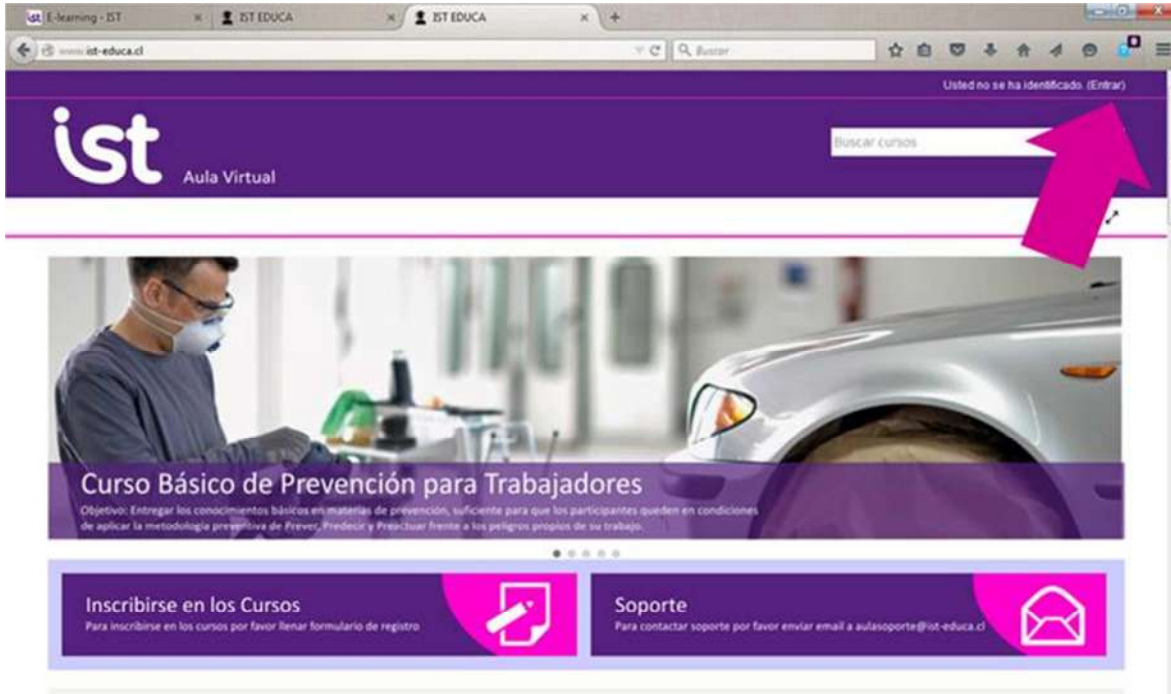 E-learning - IST
IST EDUCA
IST EDUCA
www.ist-educa.cl
Buscar
Usted no se ha identificado. (Entrar)
ist
Aula Virtual
Buscar cursos
Curso Básico de Prevención para Trabajadores
Objetivo: Entregar los conocimientos básicos en materias de prevención, suficiente para que los participantes queden en condiciones
de aplicar la metodología preventiva de Prever, Predecir y Preactuar frente a los peligros propios de su trabajo.
Inscribirse en los Cursos
Para inscribirse en los cursos por favor llenar formulario de registro
Soporte
Para contactar soporte por favor enviar email a aulasoporte@ist-educa.cl